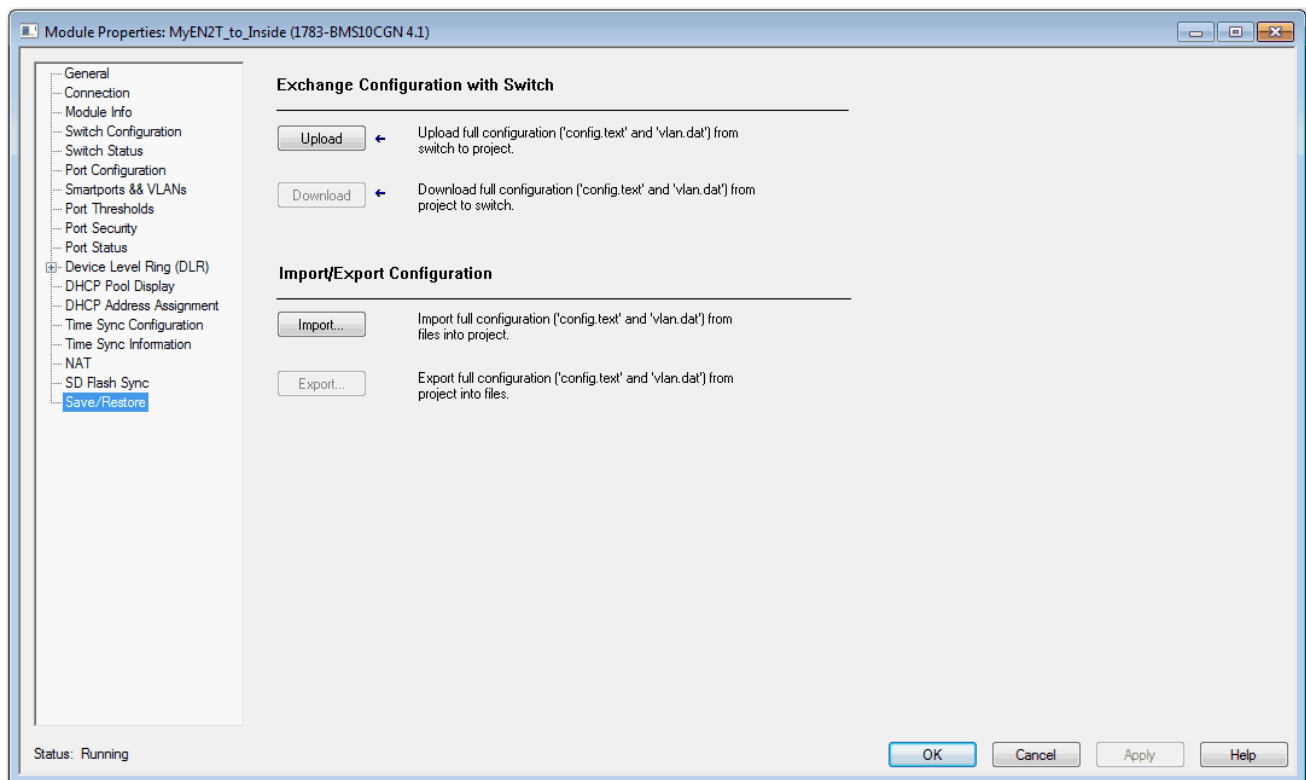 Module Properties: MyEN2T_to_Inside (1783-BMS10CGN 4.1)
General
Connection
Module Info
Switch Configuration
Switch Status
Port Configuration
Smartports && VLANs
Port Thresholds
Port Security
Port Status
Device Level Ring (DLR)
DHCP Pool Display
DHCP Address Assignment
Time Sync Configuration
Time Sync Information
NAT
SD Flash Sync
Save/Restore
Exchange Configuration with Switch
Upload
Upload full configuration ('config.text' and 'vlan.dat') from
switch to project.
Download
Download full configuration ('config.text' and 'vlan.dat') from
project to switch.
Import/Export Configuration
Import...
Import full configuration ('config.text' and 'vlan.dat') from
files into project.
Export...
Export full configuration ('config.text' and 'vlan.dat') from
project into files.
Status: Running
OK
Cancel
Apply
Help